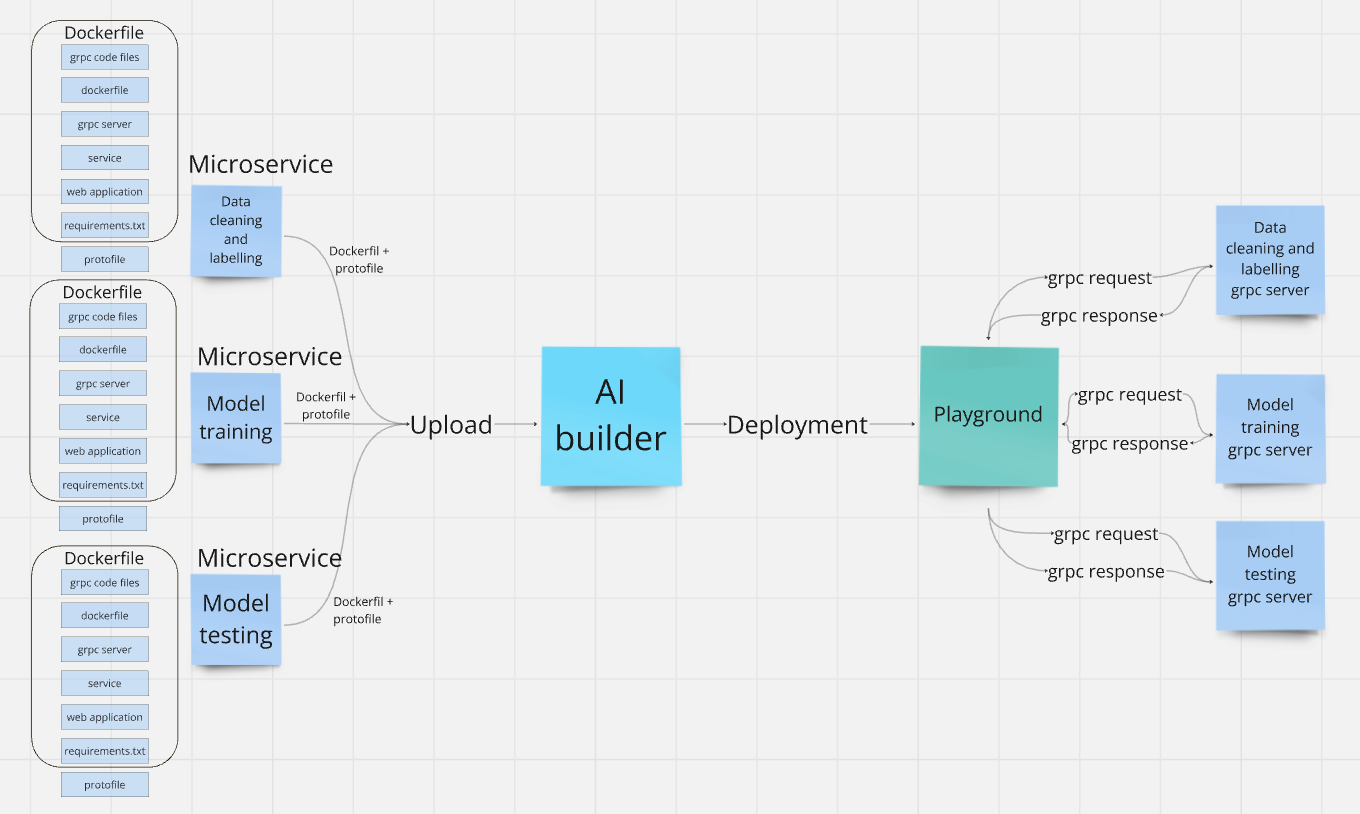 Dockerfile
grpc code files
dockerfile
grpc server
service
web application
requirements.txt
protofile
Dockerfile
grpc code files
dockerfile
grpc server
service
web application
requirements.txt
protofile
Dockerfile
grpc code files
dockerfile
grpc server
service
web application
requirements.txt
protofile
Microservice
Data
cleaning
and
labelling
Dockerfil +
protofile
Microservice
Model
training
Dockerfil +
protofile
Microservice
Model
testing
Dockerfil +
protofile
Upload
AI
builder
Deployment
Playground
grpc request
grpc response
Data
cleaning and
labelling
grpc server
grpc request
grpc response
Model
training
grpc server
grpc request
grpc response
Model
testing
grpc server